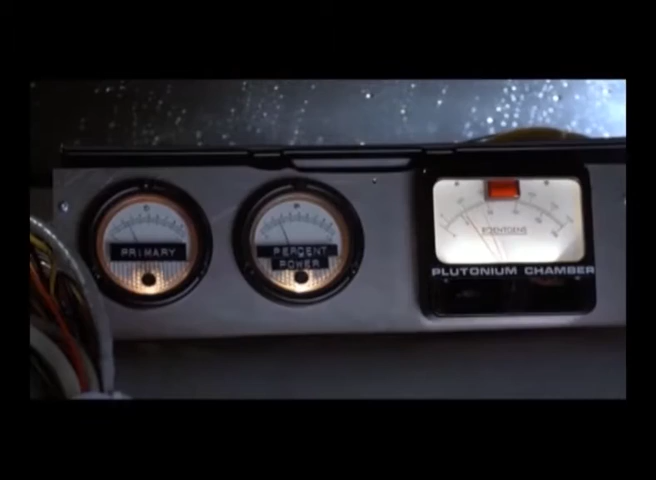 PRIMARY
PERCENT
POWER
ROENTGENS
PLUTONIUM CHAMBER